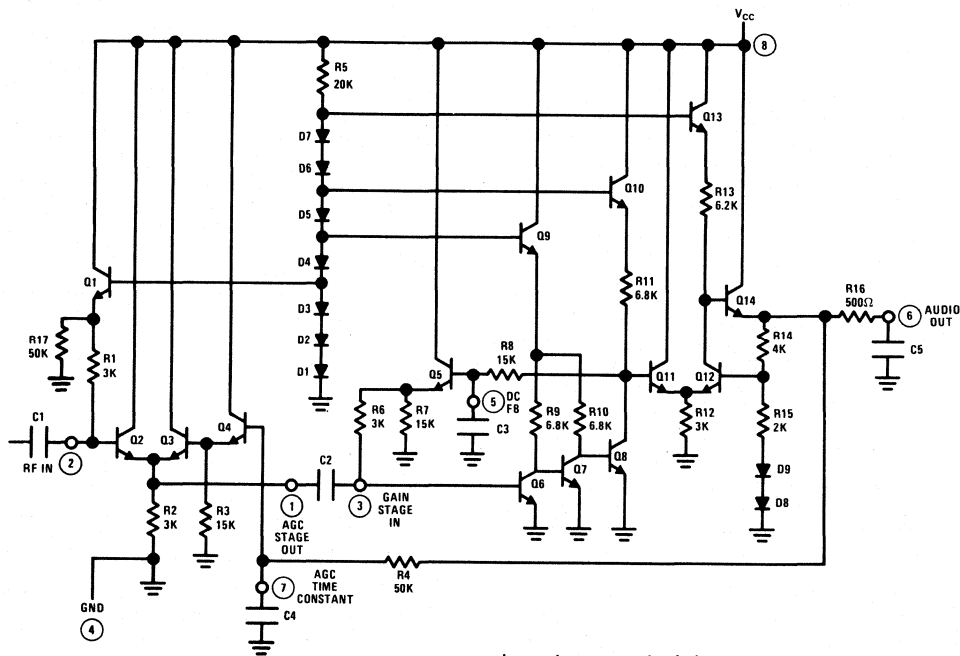 VCC
8
R5
20K
D7
D6
D5
D4
D3
D2
D1
Q13
R13
6.2K
Q10
Q9
R11
6.8K
Q1
R17
50K
R1
3K
Q14
R16
500Ω
6
AUDIO
OUT
R14
4K
C5
R8
15K
Q5
Q11
Q12
5
DC
FB
C3
R6
3K
R7
15K
R9
6.8K
R10
6.8K
R12
3K
R15
2K
D9
D8
C1
RF IN
2
Q2
Q3
Q4
C2
Q6
Q7
Q8
1
AGC
STAGE
OUT
3
GAIN
STAGE
IN
R2
3K
R3
15K
R4
50K
7
AGC
TIME
CONSTANT
C4
GND
4